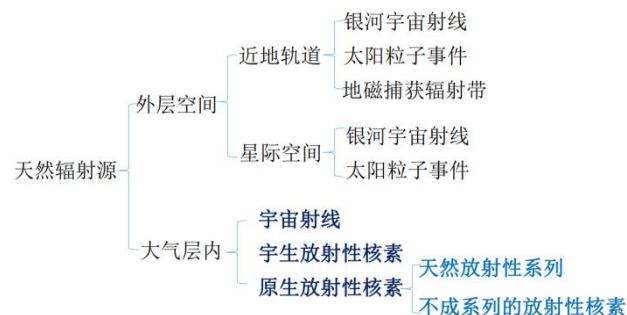 天然辐射源
外层空间
近地轨道
银河宇宙射线
太阳粒子事件
地磁捕获辐射带
星际空间
银河宇宙射线
太阳粒子事件
大气层内
宇宙射线
宇生放射性核素
原生放射性核素
天然放射性系列
不成系列的放射性核素